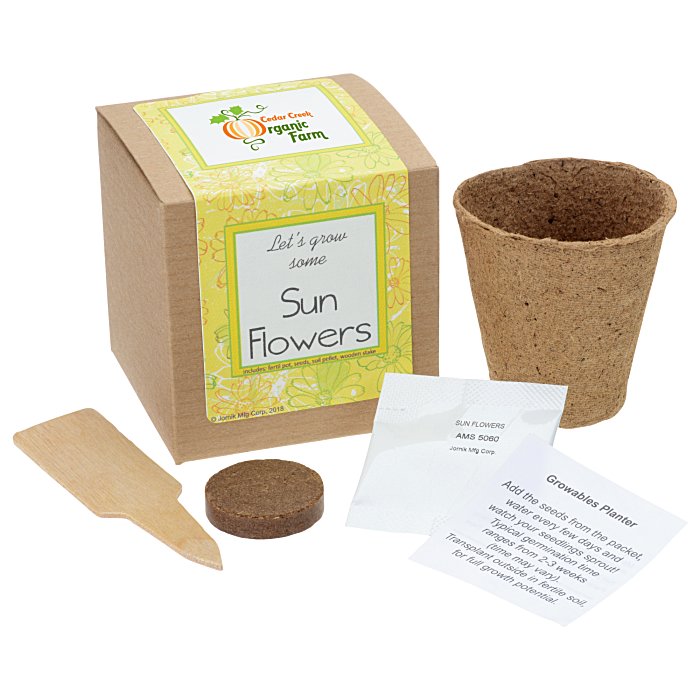 Cedar Creek
Organic
Farm
Let's grow
some
Sun
Flowers
includes: fertil pot, seeds, soil pellet, wooden stake
© Jornik Mfg Corp. 2018
SUN FLOWERS
AMS 5060
Jornik Mfg Corp.
Growables Planter
Add the seeds from the packet,
water every few days and
watch your seedlings sprout!
Typical germination time
ranges from 2-3 weeks
(time may vary).
Transplant outside in fertile soil,
for full growth potential.